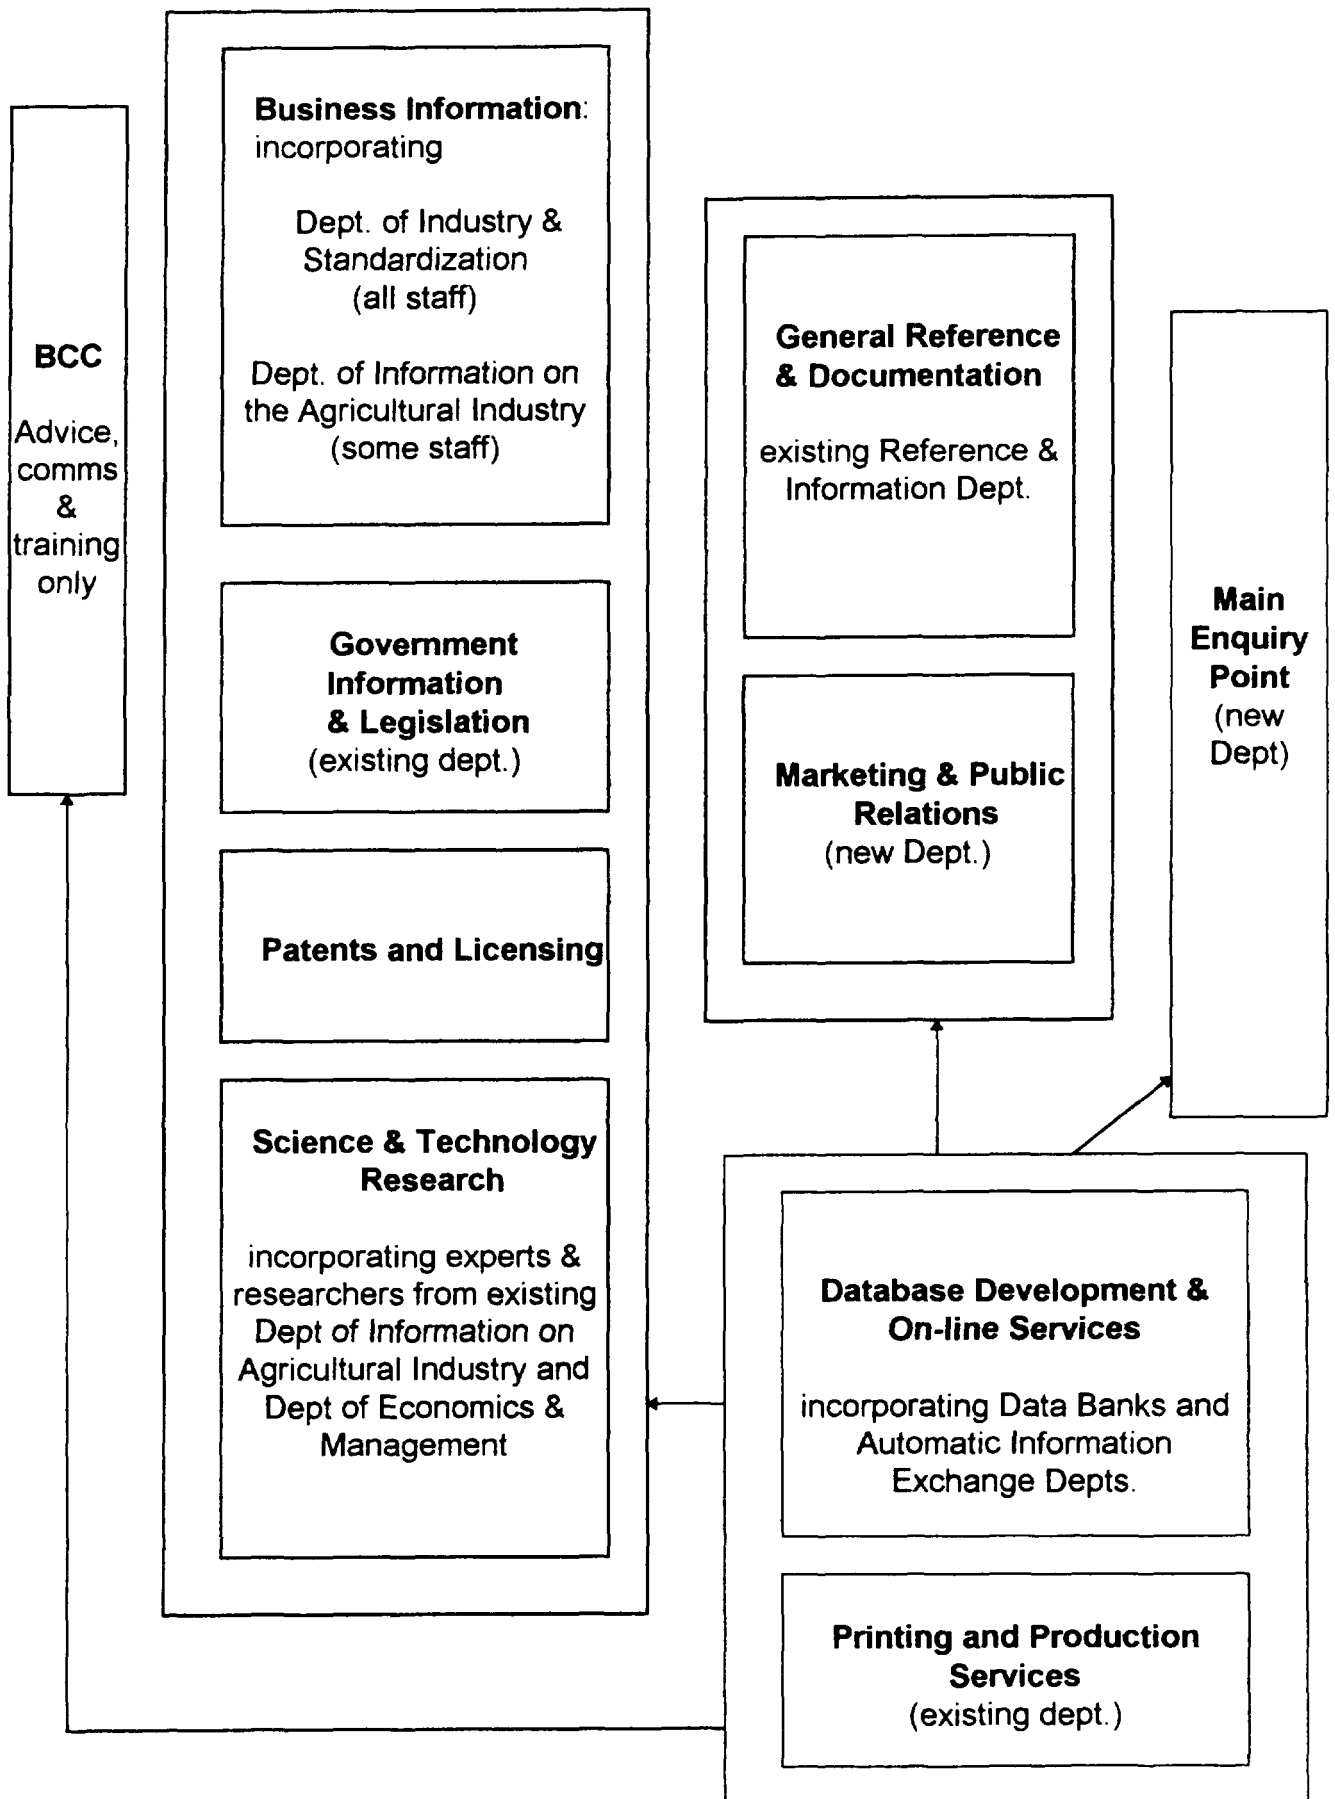 BCC
Advice,
comms
&
training
only
Business Information:
incorporating
Dept. of Industry &
Standardization
(all staff)
Dept. of Information on
the Agricultural Industry
(some staff)
Government
Information
& Legislation
(existing dept.)
Patents and Licensing
Science & Technology
Research
incorporating experts &
researchers from existing
Dept of Information on
Agricultural Industry and
Dept of Economics &
Management
General Reference
& Documentation
existing Reference &
Information Dept.
Marketing & Public
Relations
(new Dept.)
Main
Enquiry
Point
(new
Dept)
Database Development &
On-line Services
incorporating Data Banks and
Automatic Information
Exchange Depts.
Printing and Production
Services
(existing dept.)